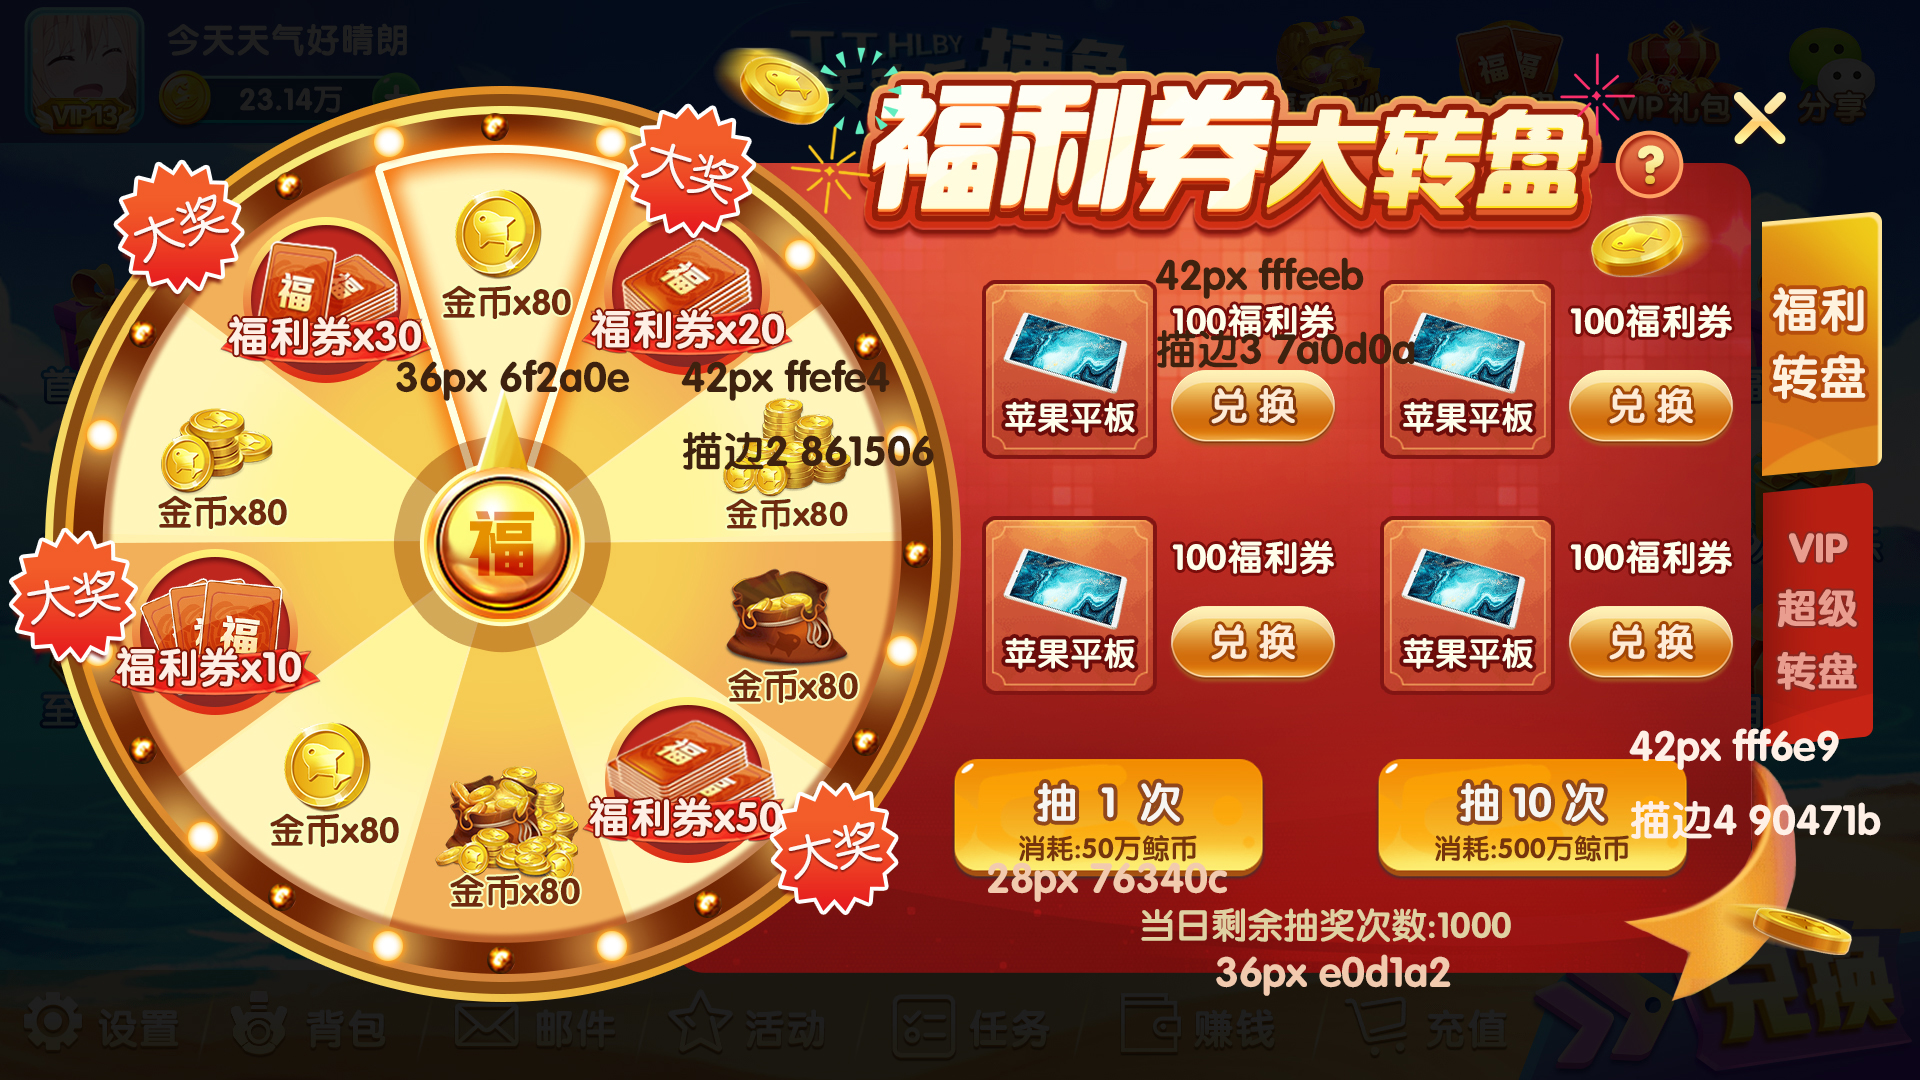 今天天气好晴朗
HLBY
捕鱼
23.14万
VIP13
福福
VIP礼包
分享
福利券大转盘
?
大奖
大奖
福
福利券x30
金币x80
福
福利券x20
36px 6f2a0e
42px ffefe4
描边2 861506
金币x80
金币x80
福
大奖
福
福利券x10
金币x80
金币x80
金币x80
福
福利券x50
大奖
42px fffeeb
100福利券
描边3 7a0d0a
苹果平板
兑换
100福利券
苹果平板
兑换
100福利券
苹果平板
兑换
100福利券
苹果平板
兑换
福利
转盘
VIP
超级
转盘
42px fff6e9
描边4 90471b
抽 1 次
消耗:50万鲸币
抽 10 次
消耗:500万鲸币
28px 76340c
当日剩余抽奖次数:1000
36px e0d1a2
设置
背包
邮件
活动
任务
赚钱
充值
兑换